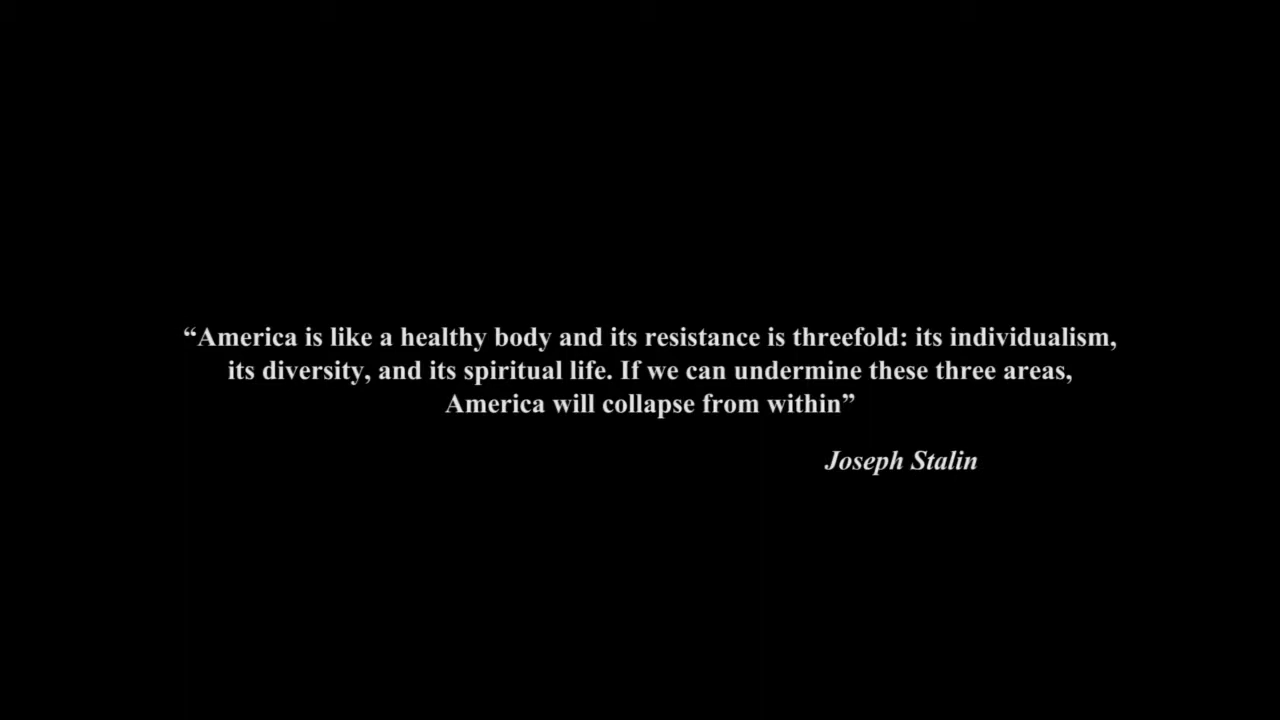 “America is like a healthy body and its resistance is threefold: its individualism,
its diversity, and its spiritual life. If we can undermine these three areas,
America will collapse from within”
Joseph Stalin